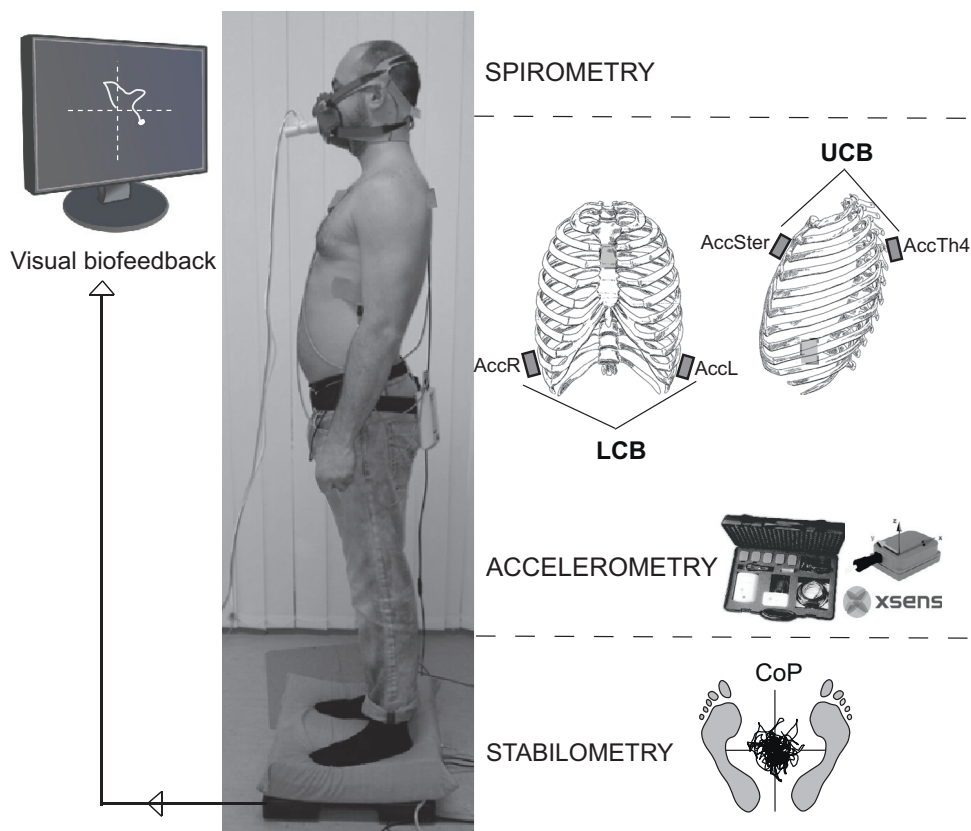 SPIROMETRY
UCB
AccSter
AccTh4
Visual biofeedback
AccR
AccL
LCB
z
y
x
ACCELEROMETRY
xsens
CoP
STABILOMETRY